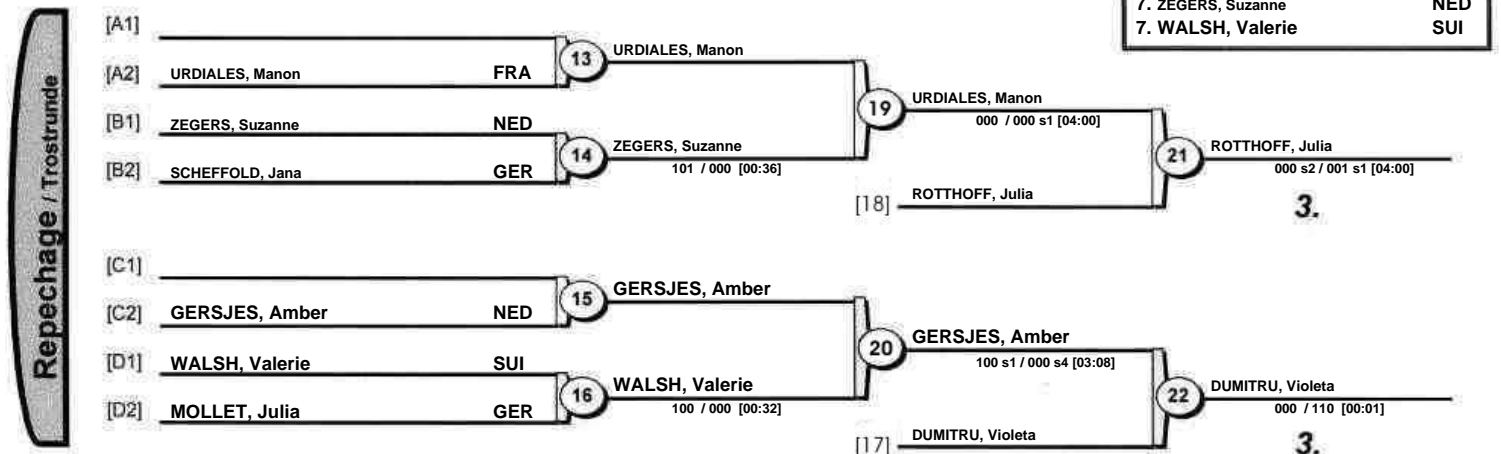 7. ZEGERS, Suzanne NED
7. WALSH, Valerie SUI
Repechage / Trostrunde
[A1]
[A2] URDIALES, Manon FRA
13
URDIALES, Manon
[B1] ZEGERS, Suzanne NED
[B2] SCHEFFOLD, Jana GER
14
ZEGERS, Suzanne
101 / 000 [00:36]
19
URDIALES, Manon
000 / 000 s1 [04:00]
[18] ROTTHOFF, Julia
21
ROTTHOFF, Julia
000 s2 / 001 s1 [04:00]
3.
[C1]
[C2] GERSJES, Amber NED
15
GERSJES, Amber
[D1] WALSH, Valerie SUI
[D2] MOLLET, Julia GER
16
WALSH, Valerie
100 / 000 [00:32]
20
GERSJES, Amber
100 s1 / 000 s4 [03:08]
[17] DUMITRU, Violeta
22
DUMITRU, Violeta
000 / 110 [00:01]
3.